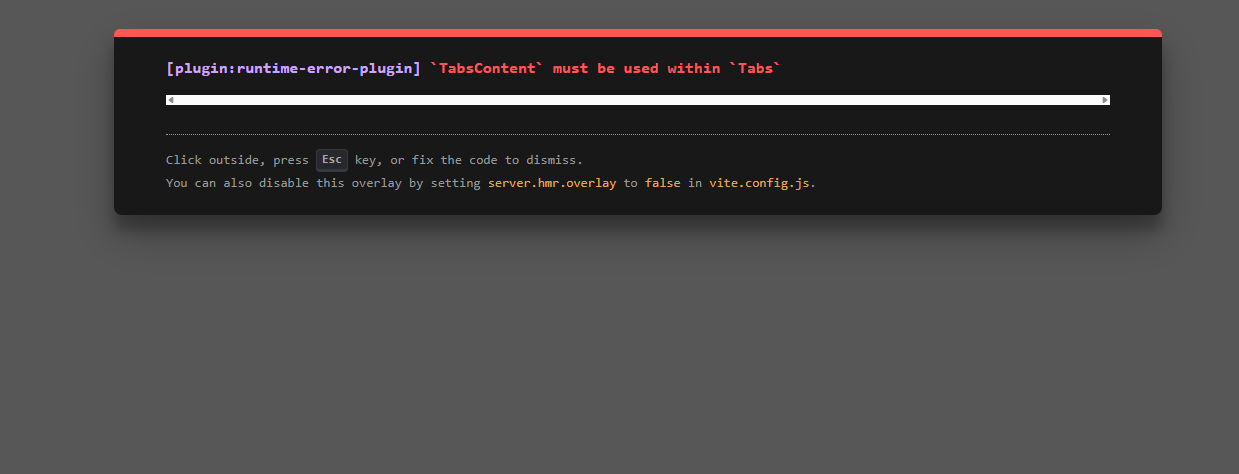 [plugin:runtime-error-plugin] `TabsContent` must be used within `Tabs`
Click outside, press Esc key, or fix the code to dismiss.
You can also disable this overlay by setting server.hmr.overlay to false in vite.config.js.